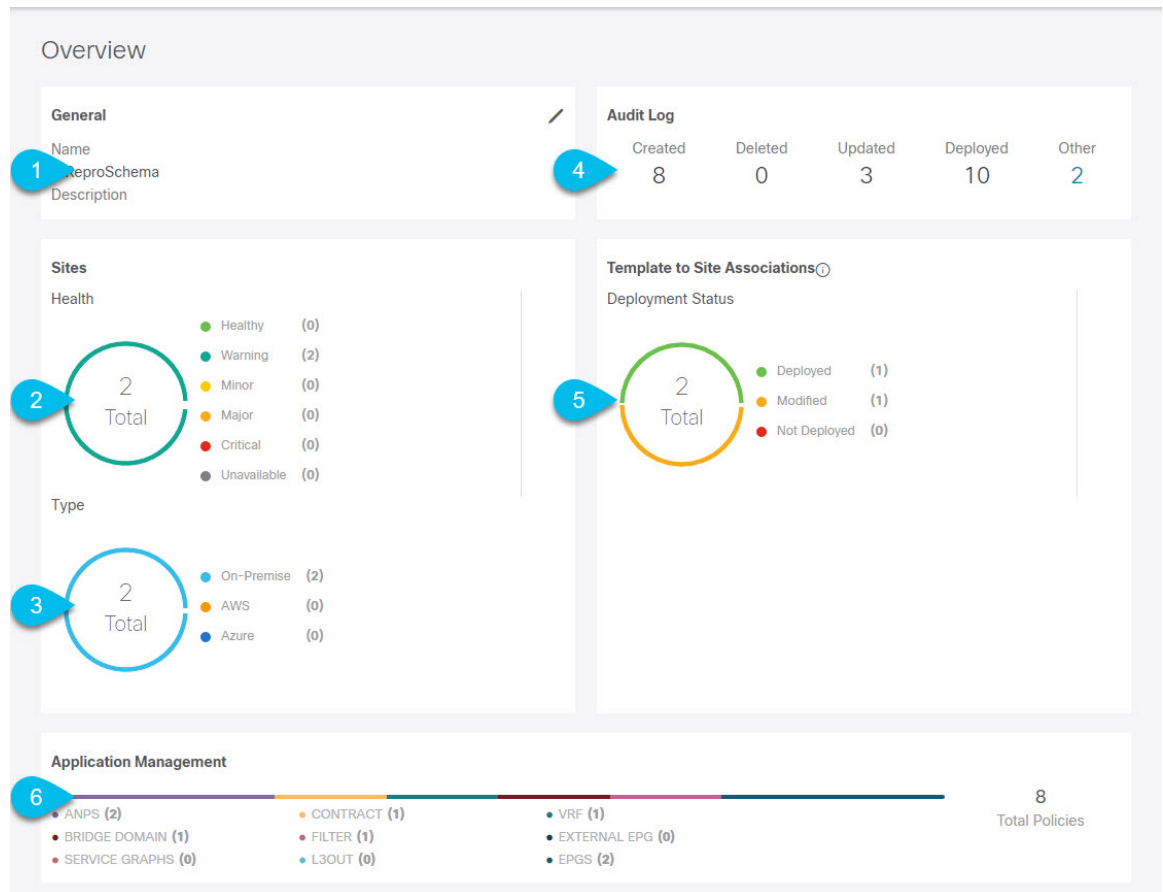 Overview
General
Name
1
ReproSchema
Description
Audit Log
Created Deleted Updated Deployed Other
4
8 0 3 10 2
Sites
Health
2
2
Total
Healthy (0)
Warning (2)
Minor (0)
Major (0)
Critical (0)
Unavailable (0)
Type
3
2
Total
On-Premise (2)
AWS (0)
Azure (0)
Template to Site Associations
Deployment Status
5
2
Total
Deployed (1)
Modified (1)
Not Deployed (0)
Application Management
6
ANPS (2) CONTRACT (1) VRF (1)
BRIDGE DOMAIN (1) FILTER (1) EXTERNAL EPG (0)
SERVICE GRAPHS (0) L3OUT (0) EPGS (2)
8
Total Policies